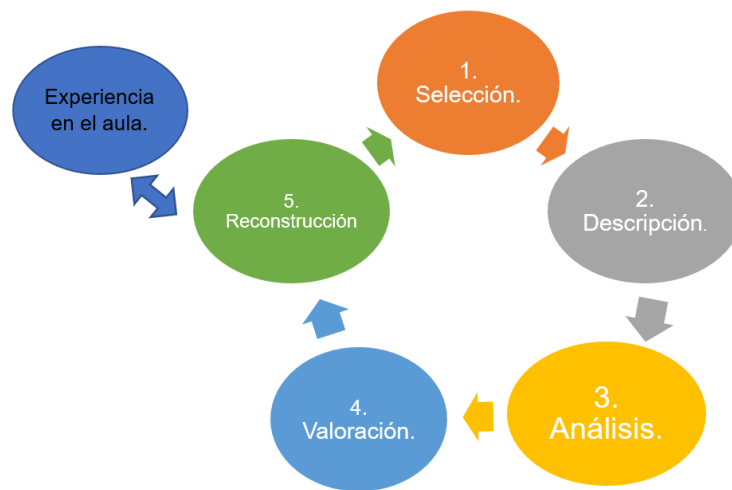 Experiencia
en el aula.
1.
Selección.
2.
Descripción.
3.
Análisis.
4.
Valoración.
5.
Reconstrucción